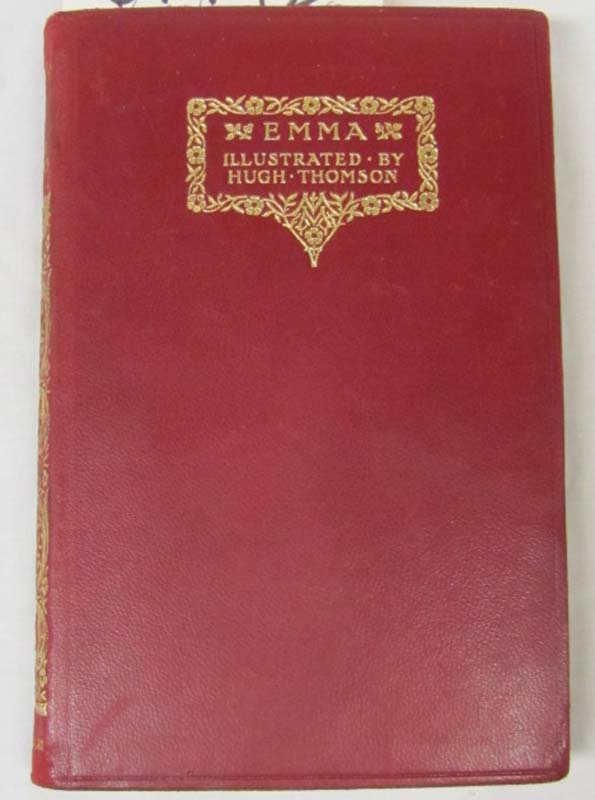 EMMA
ILLUSTRATED · BY
HUGH · THOMSON